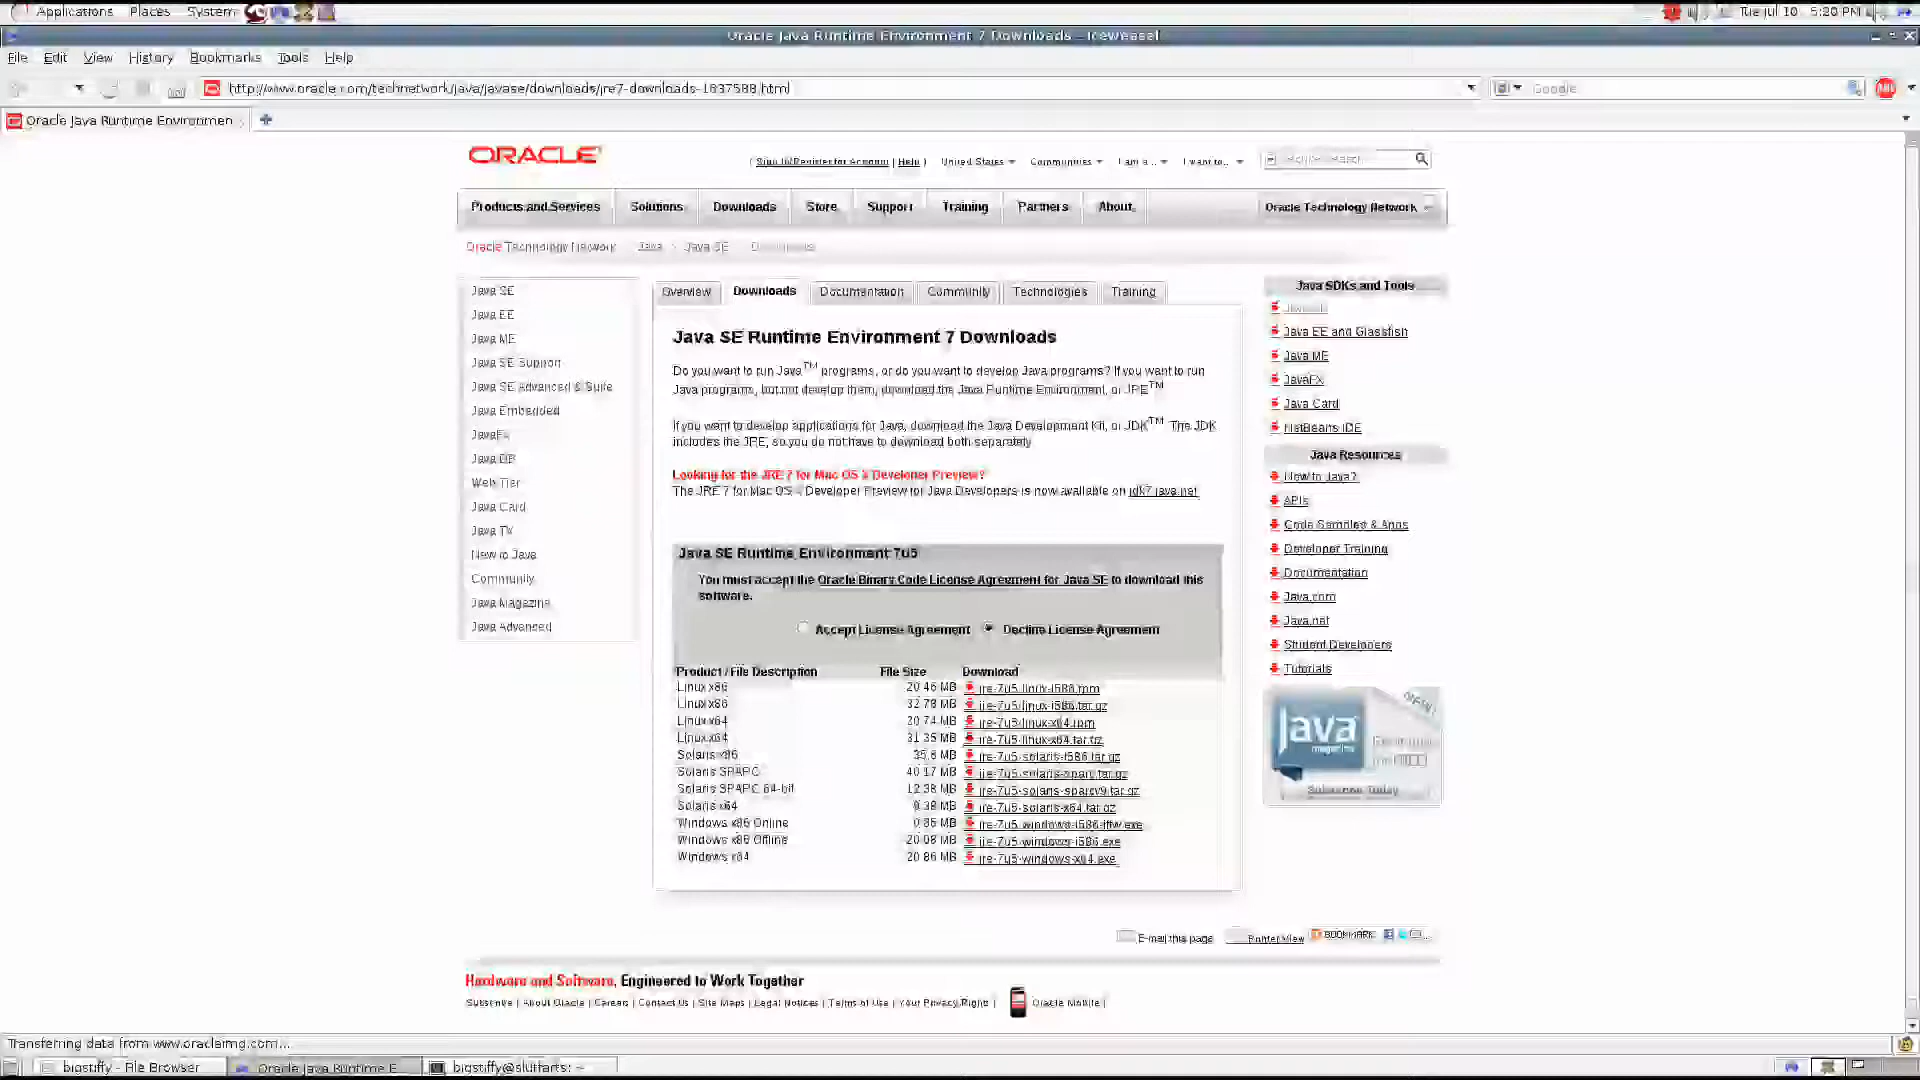 Applications Places System Tue Jul 10 5:20 PM
Oracle Java Runtime Environment 7 Downloads - Iceweasel
File Edit View History Bookmarks Tools Help
http://www.oracle.com/technetwork/java/javase/downloads/jre7-downloads-1637588.html Google
Oracle Java Runtime Environmen...
ORACLE
( Sign In/Register for Account | Help ) United States Communities I am a... I want to...
Products and Services Solutions Downloads Store Support Training Partners About Oracle Technology Network
Oracle Technology Network Java Java SE Downloads
Java SE
Java EE
Java ME
Java SE Support
Java SE Advanced & Suite
Java Embedded
JavaFX
Java DB
Web Tier
Java Card
Java TV
New to Java
Community
Java Magazine
Java Advanced
Overview Downloads Documentation Community Technologies Training
Java SE Runtime Environment 7 Downloads
Do you want to run Java™ programs, or do you want to develop Java programs? If you want to run
Java programs, but not develop them, download the Java Runtime Environment, or JRE™
If you want to develop applications for Java, download the Java Development Kit, or JDK™ The JDK
includes the JRE, so you do not have to download both separately
Looking for the JRE 7 for Mac OS X Developer Preview?
The JRE 7 for Mac OS X Developer Preview for Java Developers is now available on jdk7.java.net
Java SE Runtime Environment 7u5
You must accept the Oracle Binary Code License Agreement for Java SE to download this
software.
Accept License Agreement Decline License Agreement
Product / File Description File Size Download
Linux x86 20.46 MB jre-7u5-linux-i586.rpm
Linux x86 32.78 MB jre-7u5-linux-i586.tar.gz
Linux x64 20.74 MB jre-7u5-linux-x64.rpm
Linux x64 31.35 MB jre-7u5-linux-x64.tar.gz
Solaris x86 35.8 MB jre-7u5-solaris-i586.tar.gz
Solaris SPARC 40.17 MB jre-7u5-solaris-sparc.tar.gz
Solaris SPARC 64-bit 12.38 MB jre-7u5-solaris-sparcv9.tar.gz
Solaris x64 9.38 MB jre-7u5-solaris-x64.tar.gz
Windows x86 Online jre-7u5-windows-i586-iftw.exe
Windows x86 Offline 20.08 MB jre-7u5-windows-i586.exe
Windows x64 20.86 MB jre-7u5-windows-x64.exe
Java SDKs and Tools
Java SE
Java EE and Glassfish
Java ME
JavaFX
Java Card
NetBeans IDE
Java Resources
New to Java?
APIs
Code Samples & Apps
Developer Training
Documentation
Java.com
Java.net
Student Developers
Tutorials
NEW!
Java
magazine
Subscribe Today
E-mail this page Printer View BOOKMARK
Hardware and Software, Engineered to Work Together
Subscribe | About Oracle | Careers | Contact Us | Site Maps | Legal Notices | Terms of Use | Your Privacy Rights | Oracle Mobile |
Transferring data from www.oracleimg.com...
bigstiffy - File Browser Oracle Java Runtime E... bigstiffy@slutfarts: ~